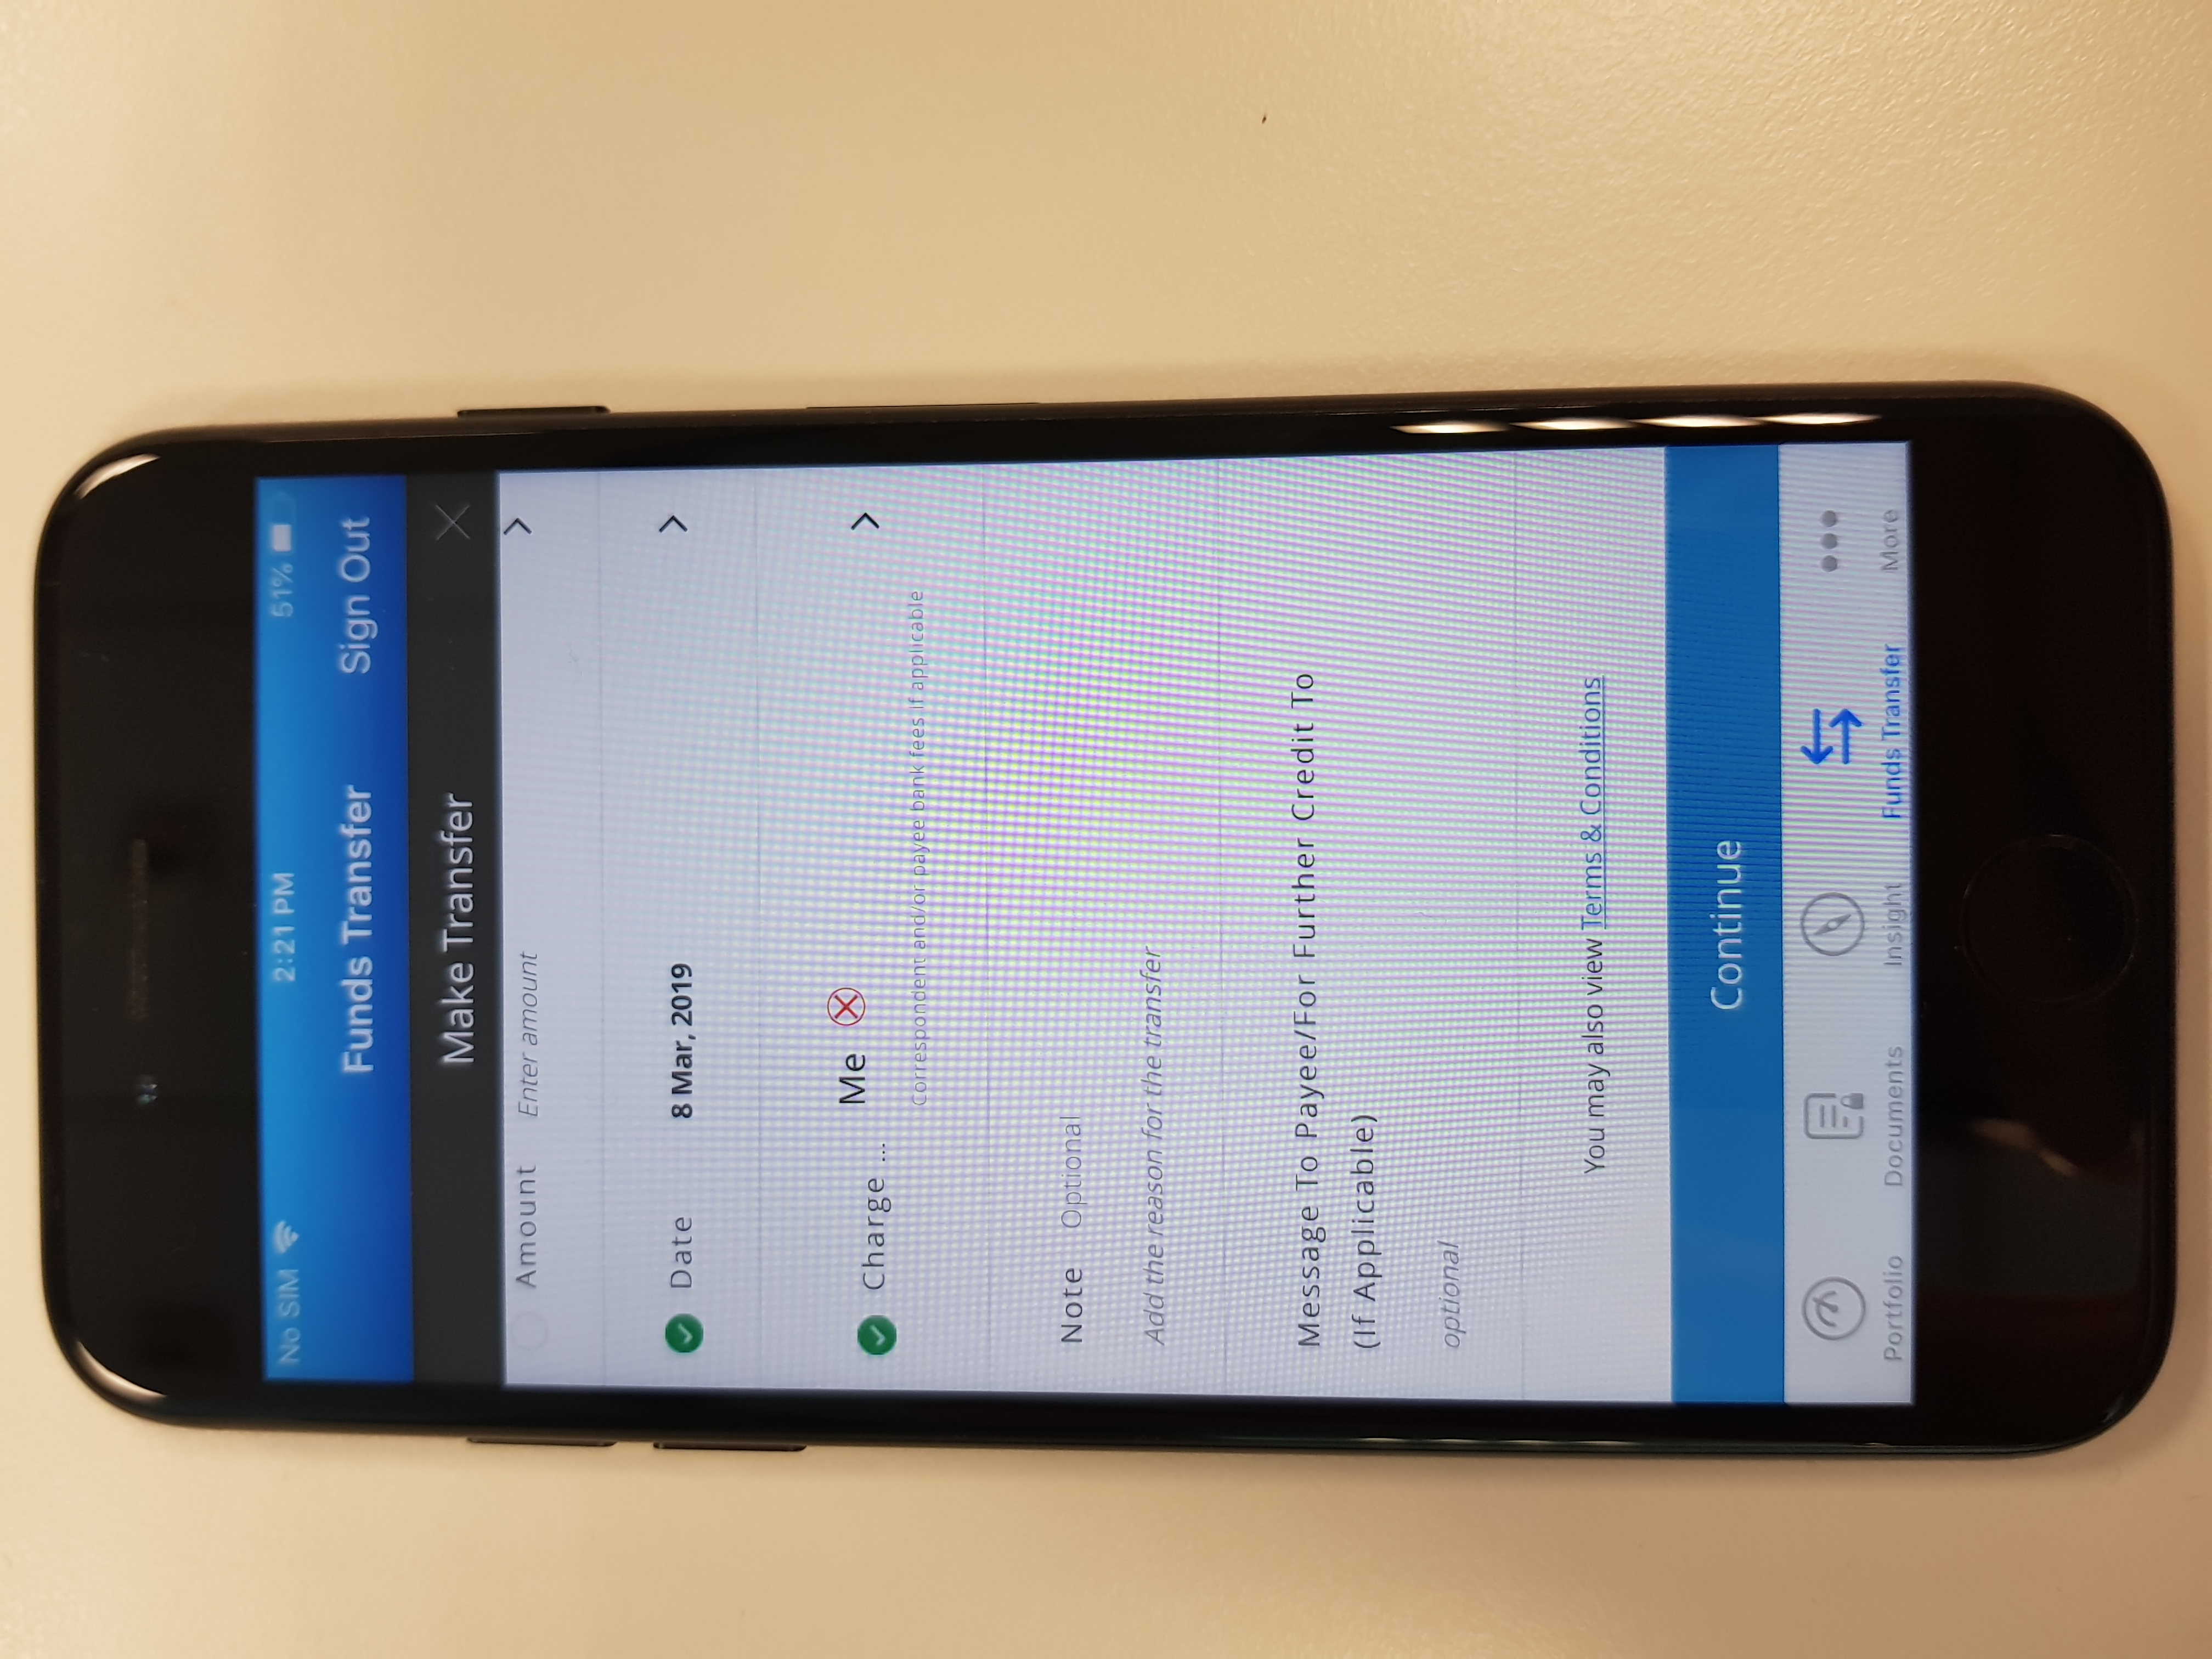 No SIM 2:21 PM 51%
Funds Transfer Sign Out
Make Transfer
Amount Enter amount
Date 8 Mar, 2019
Charge ... Me
Correspondent and/or payee bank fees if applicable
Note Optional
Add the reason for the transfer
Message To Payee/For Further Credit To
(If Applicable)
optional
You may also view Terms & Conditions
Continue
Portfolio Documents Insight Funds Transfer More